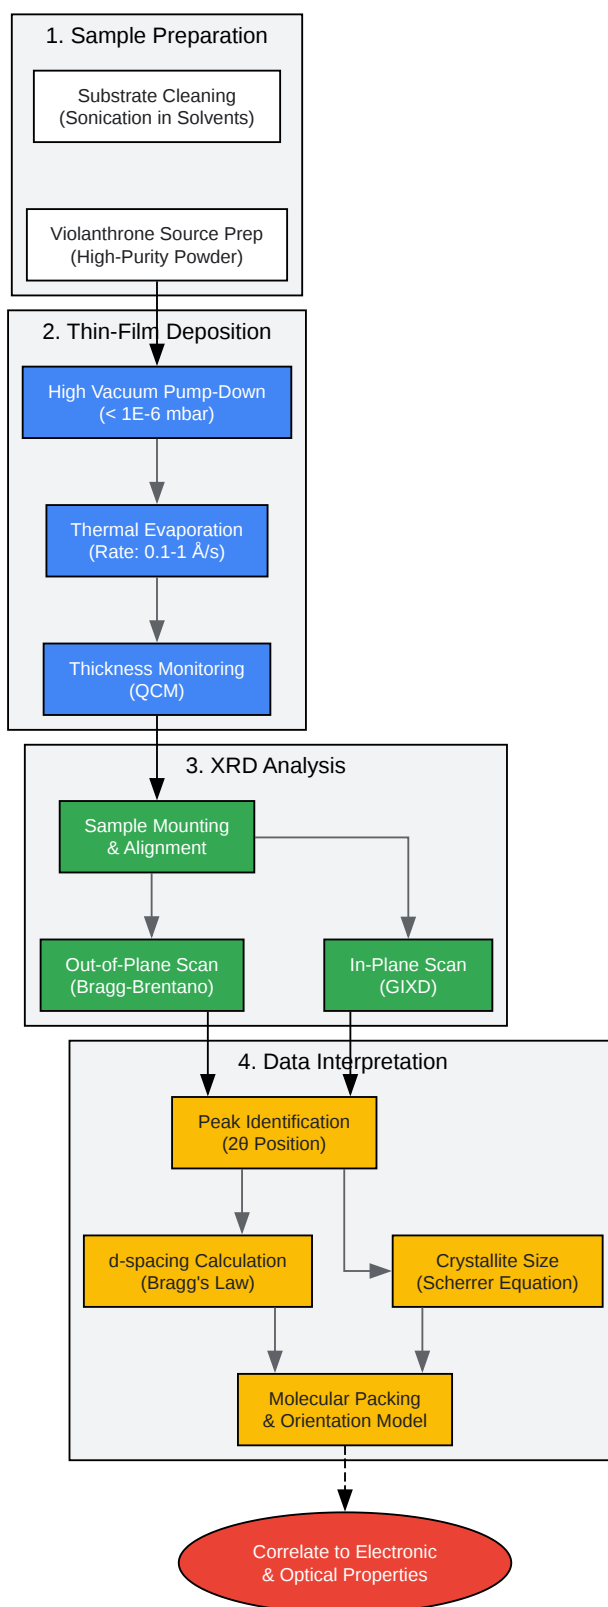 1. Sample Preparation
Substrate Cleaning
(Sonication in Solvents)
Violanthrone Source Prep
(High-Purity Powder)
2. Thin-Film Deposition
High Vacuum Pump-Down
(< 1E-6 mbar)
Thermal Evaporation
(Rate: 0.1-1 Å/s)
Thickness Monitoring
(QCM)
3. XRD Analysis
Sample Mounting
& Alignment
Out-of-Plane Scan
(Bragg-Brentano)
In-Plane Scan
(GIXD)
4. Data Interpretation
Peak Identification
(2θ Position)
d-spacing Calculation
(Bragg's Law)
Crystallite Size
(Scherrer Equation)
Molecular Packing
& Orientation Model
Correlate to Electronic
& Optical Properties